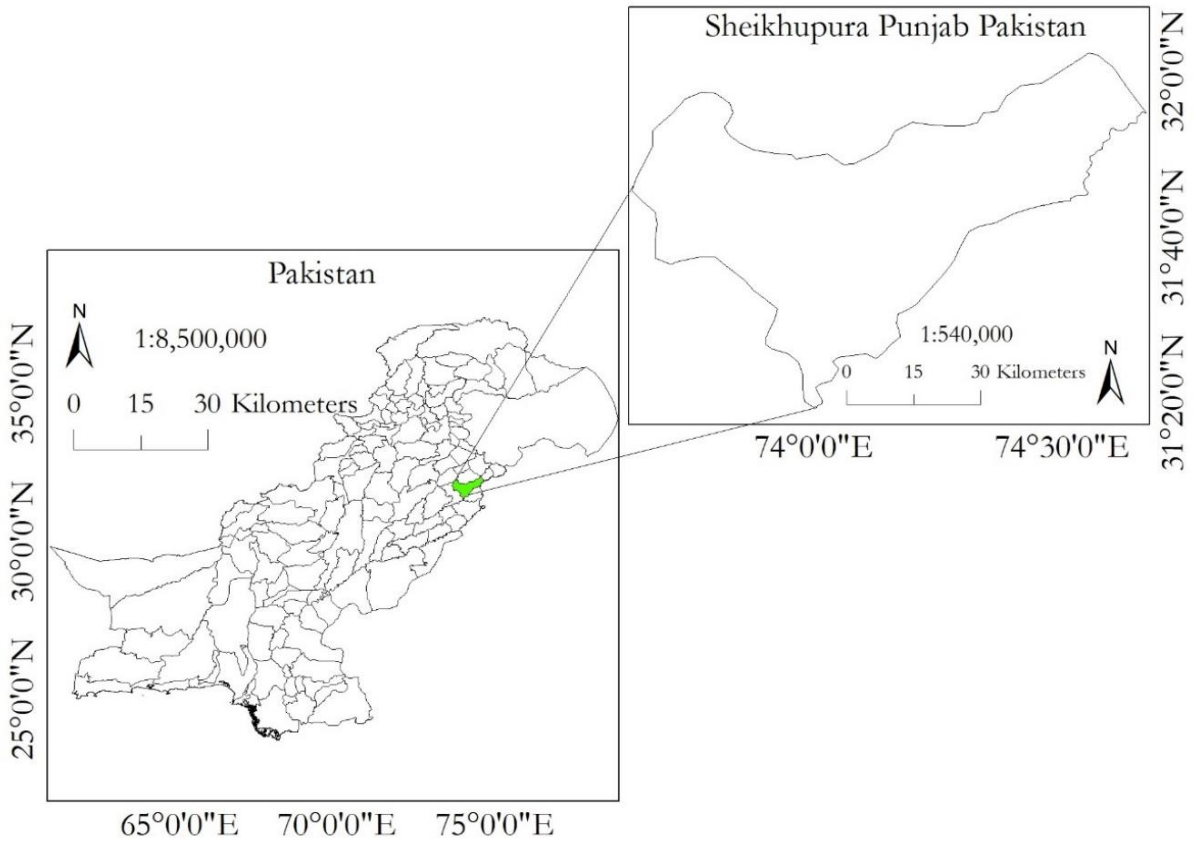 Sheikhupura Punjab Pakistan
32°0'0"N
31°40'0"N
31°20'0"N
1:540,000
0 15 30 Kilometers
N
74°0'0"E 74°30'0"E
Pakistan
N
1:8,500,000
0 15 30 Kilometers
35°0'0"N
30°0'0"N
25°0'0"N
65°0'0"E 70°0'0"E 75°0'0"E